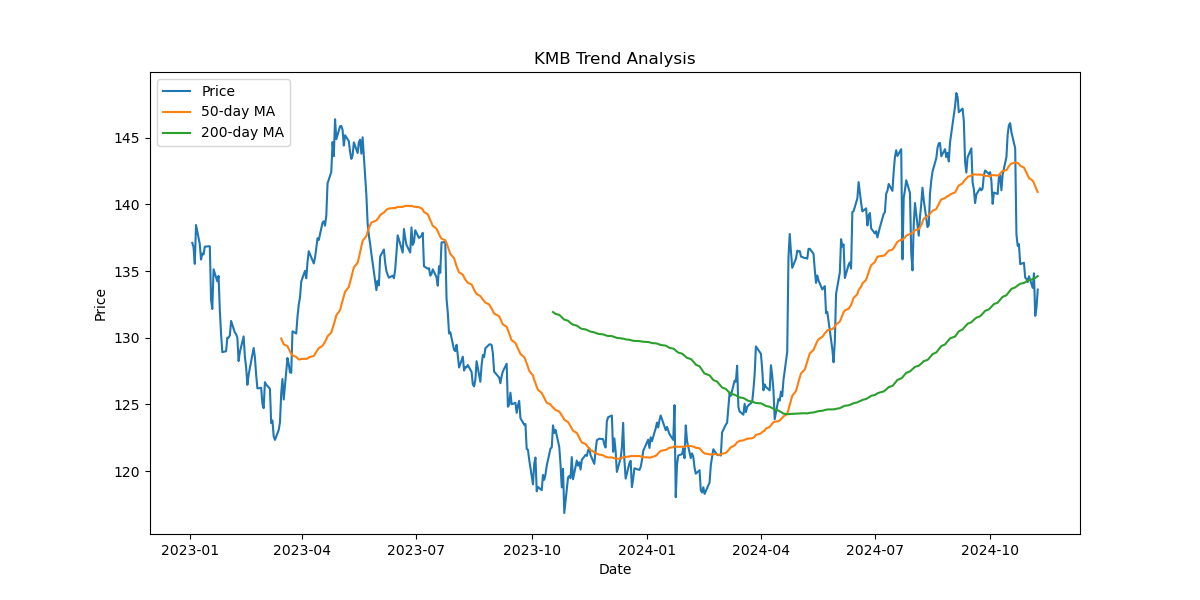 KMB Trend Analysis
Price
50-day MA
200-day MA
145
140
135
130
125
120
Price
2023-01
2023-04
2023-07
2023-10
2024-01
2024-04
2024-07
2024-10
Date